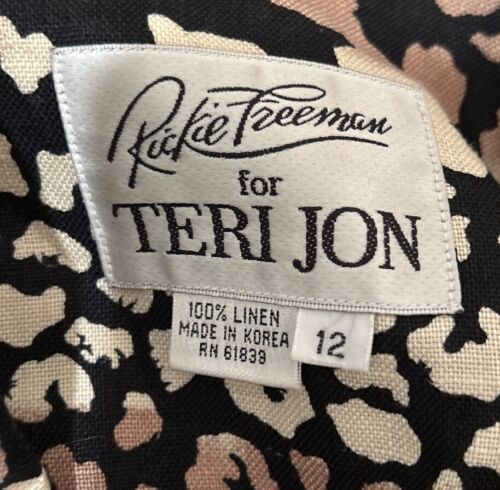 Rickie Freeman
for
TERI JON
100% LINEN
MADE IN KOREA
RN 61839
12